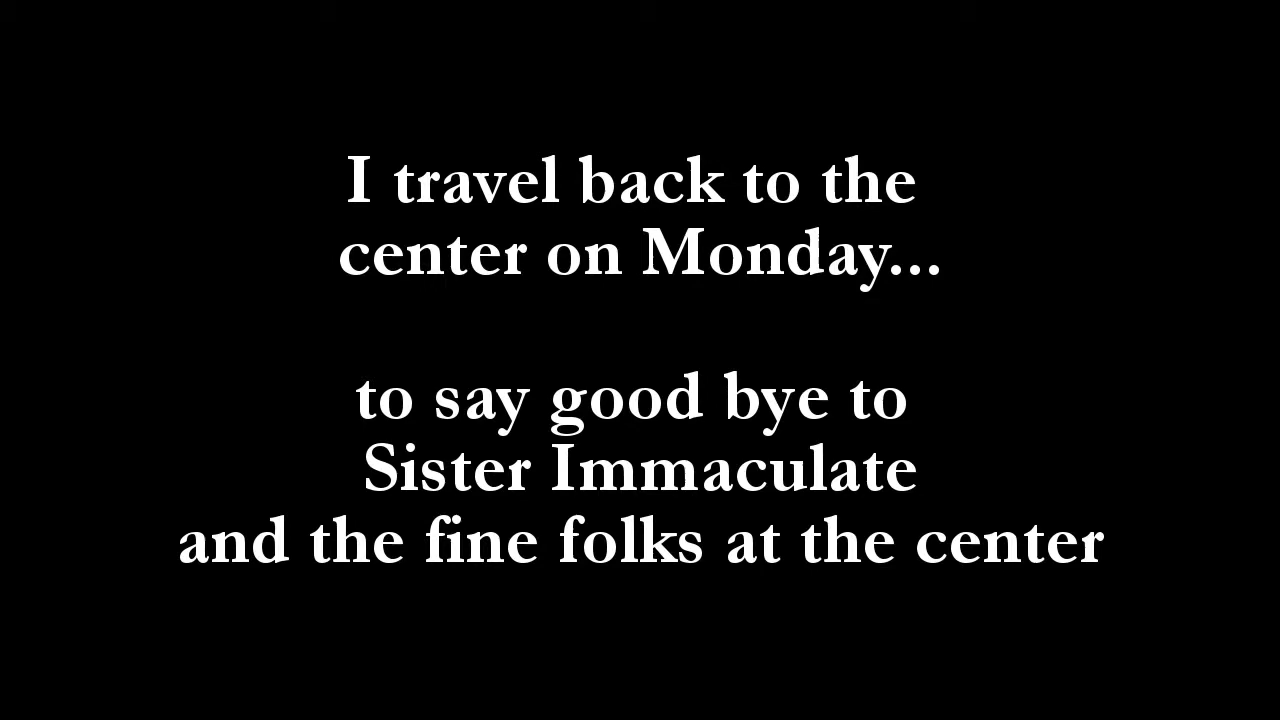 I travel back to the
center on Monday...
to say good bye to
Sister Immaculate
and the fine folks at the center